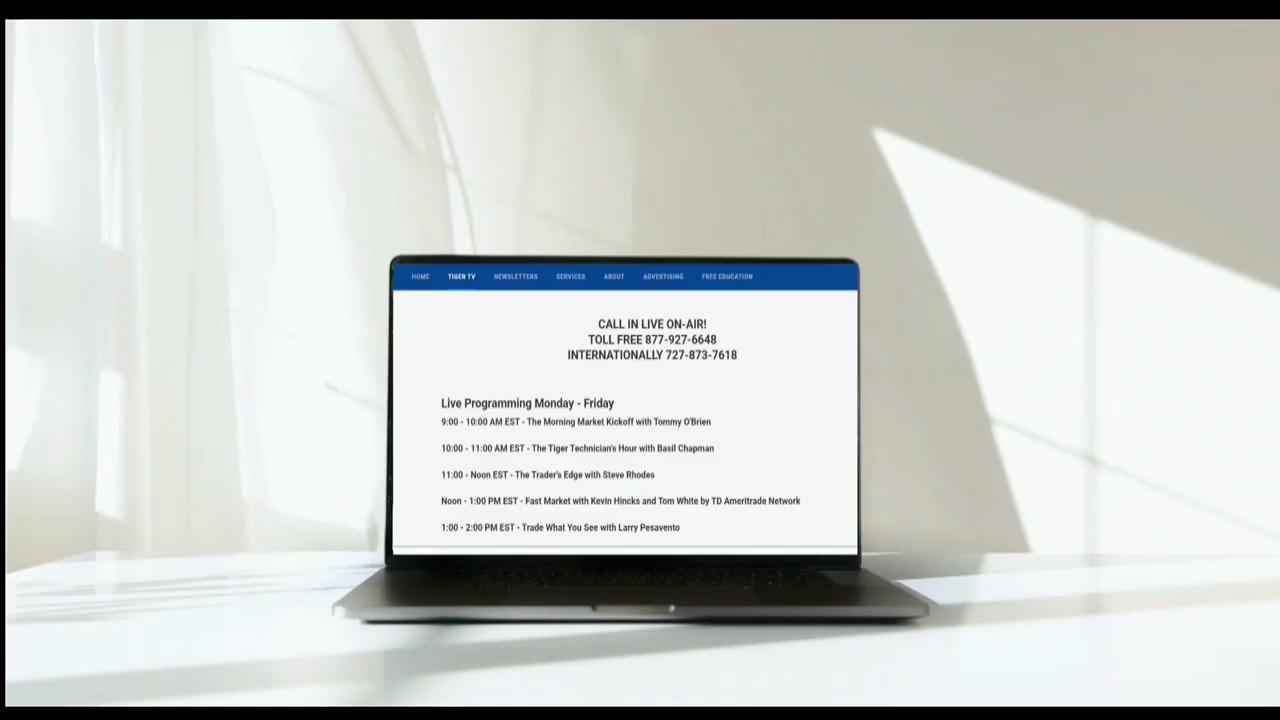 HOME TIGER TV NEWSLETTERS SERVICES ABOUT ADVERTISING FREE EDUCATION
CALL IN LIVE ON-AIR!
TOLL FREE 877-927-6648
INTERNATIONALLY 727-873-7618
Live Programming Monday - Friday
9:00 - 10:00 AM EST - The Morning Market Kickoff with Tommy O'Brien
10:00 - 11:00 AM EST - The Tiger Technician's Hour with Basil Chapman
11:00 - Noon EST - The Trader's Edge with Steve Rhodes
Noon - 1:00 PM EST - Fast Market with Kevin Hincks and Tom White by TD Ameritrade Network
1:00 - 2:00 PM EST - Trade What You See with Larry Pesavento